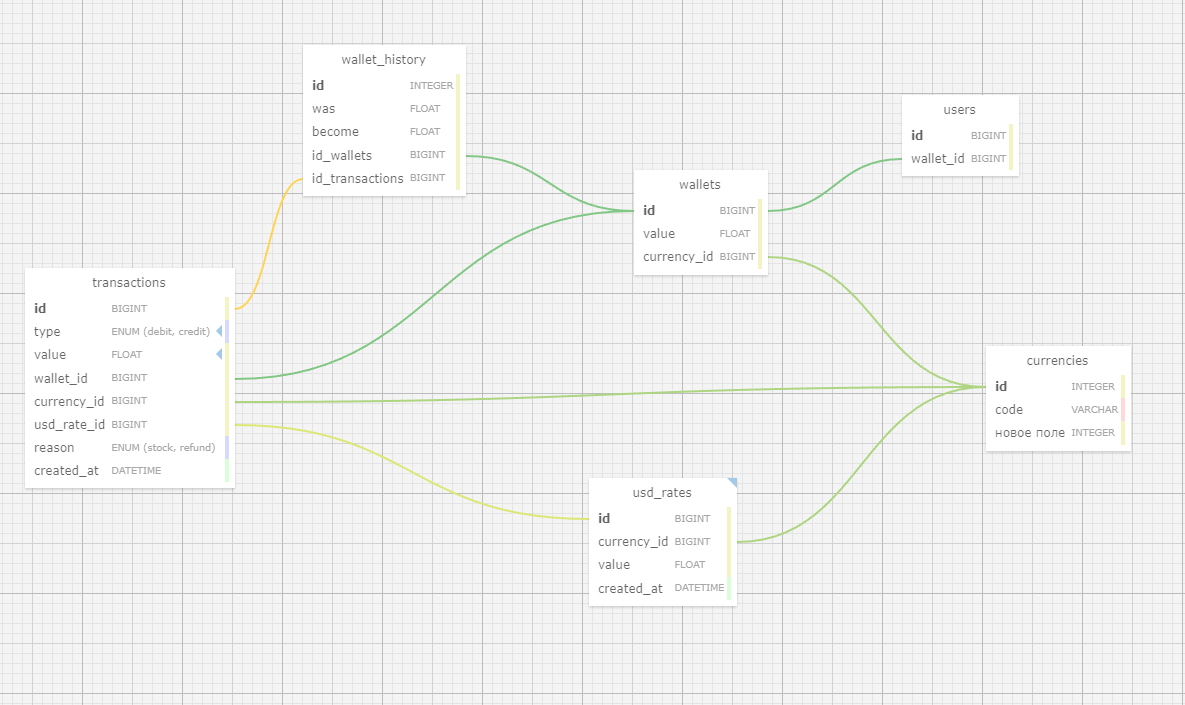 wallet_history
id INTEGER
was FLOAT
become FLOAT
id_wallets BIGINT
id_transactions BIGINT
users
id BIGINT
wallet_id BIGINT
wallets
id BIGINT
value FLOAT
currency_id BIGINT
transactions
id BIGINT
type ENUM (debit, credit)
value FLOAT
wallet_id BIGINT
currency_id BIGINT
usd_rate_id BIGINT
reason ENUM (stock, refund)
created_at DATETIME
currencies
id INTEGER
code VARCHAR
новое поле INTEGER
usd_rates
id BIGINT
currency_id BIGINT
value FLOAT
created_at DATETIME